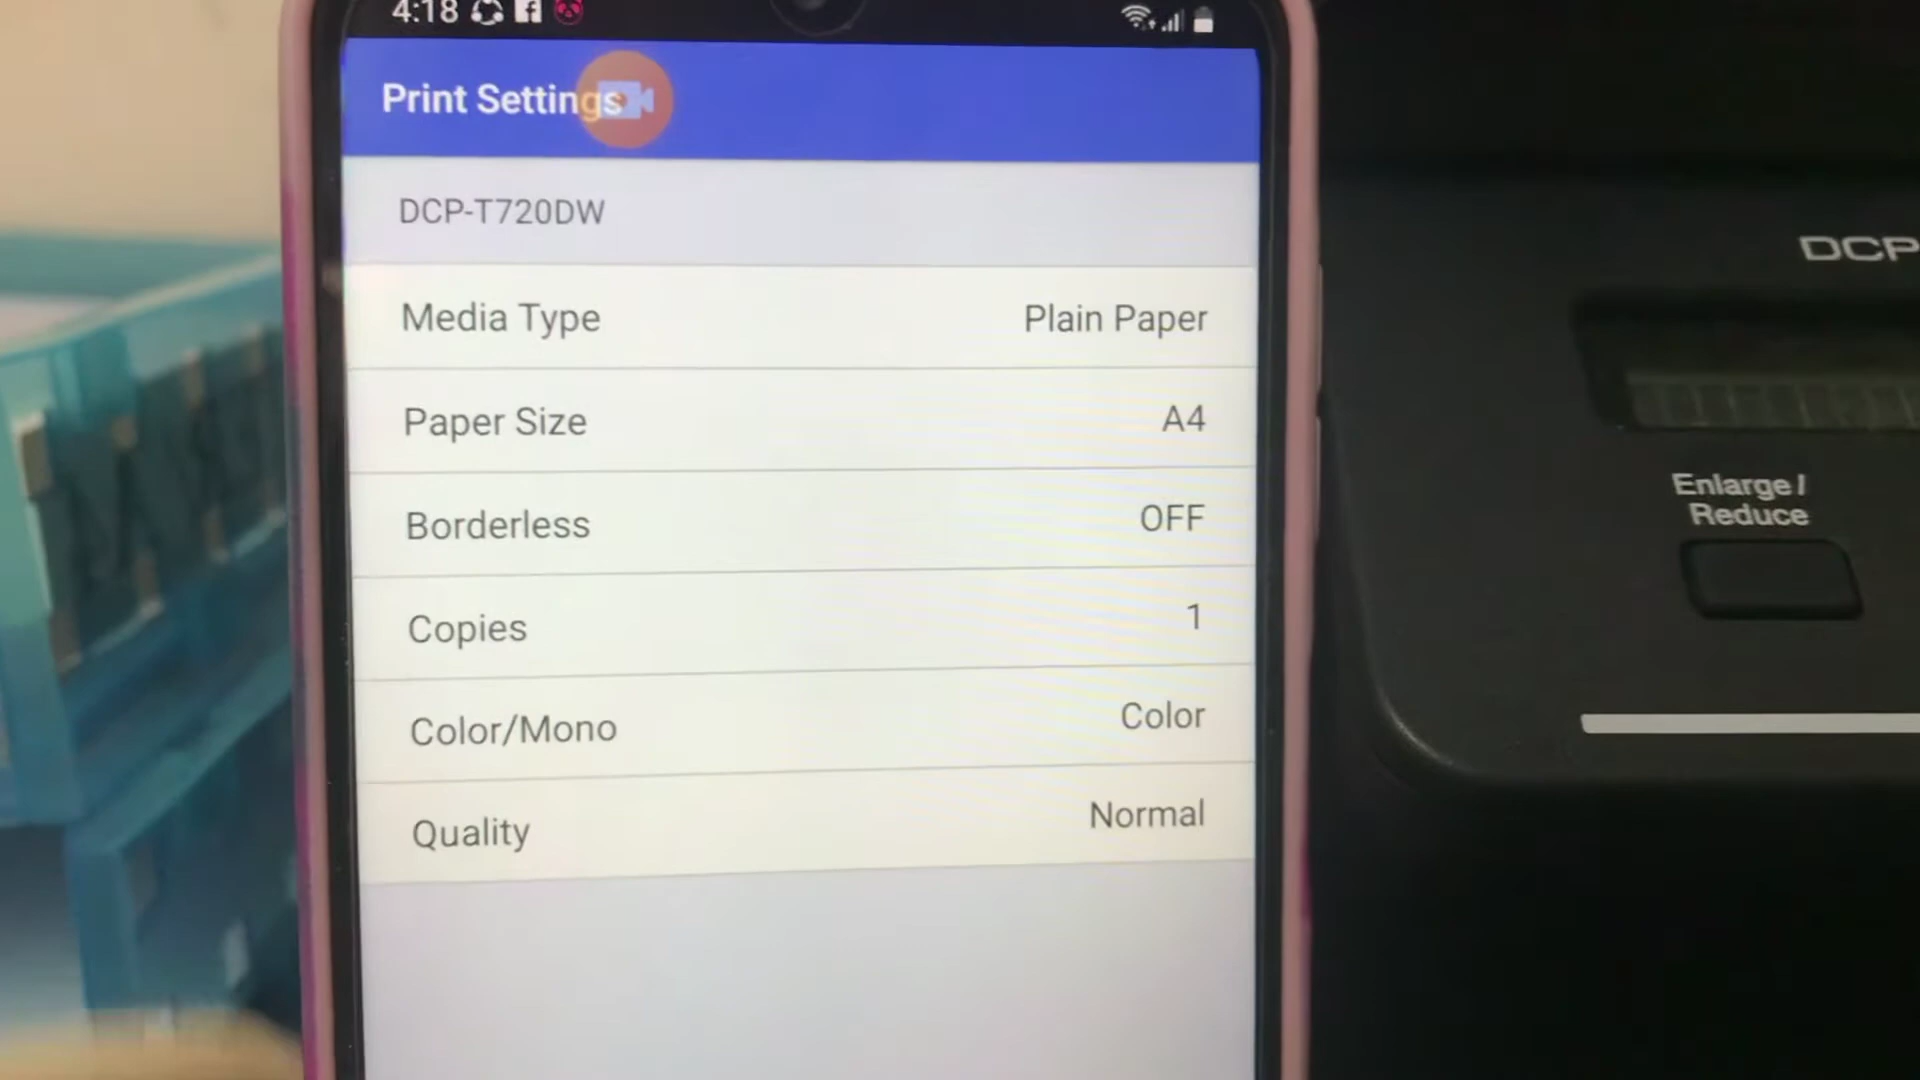 4:18
Print Settings
DCP-T720DW
Media Type Plain Paper
Paper Size A4
Borderless OFF
Copies 1
Color/Mono Color
Quality Normal
DCP
Enlarge/
Reduce